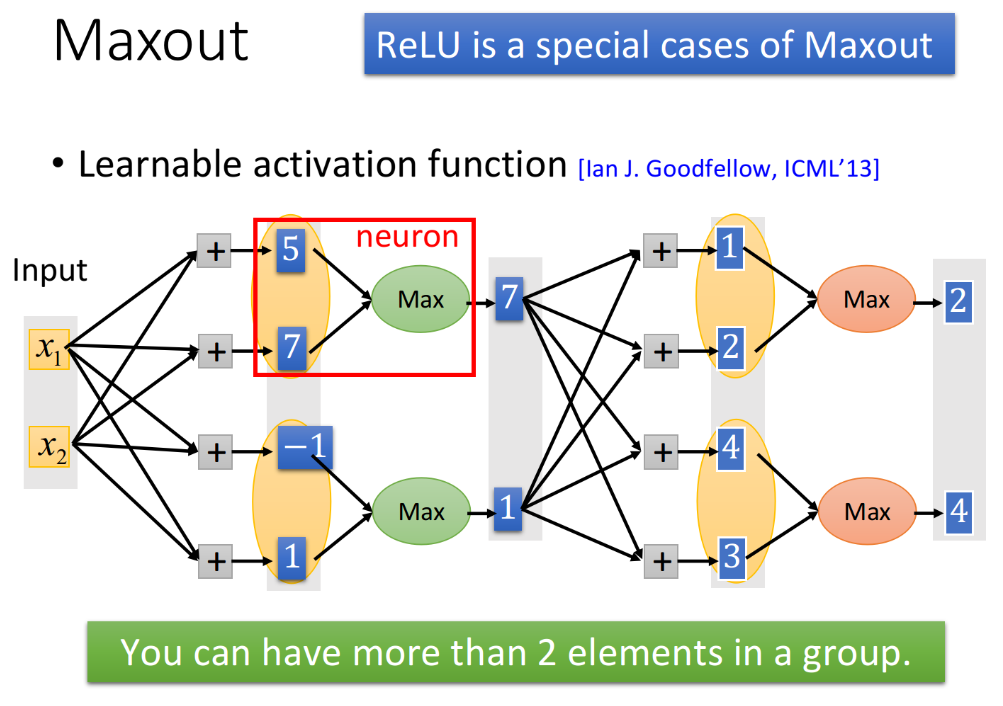 Maxout
ReLU is a special cases of Maxout
• Learnable activation function [Ian J. Goodfellow, ICML’13]
Input
x₁
x₂
+
+
+
+
5
7
−1
1
neuron
Max
Max
7
1
+
+
+
+
1
2
4
3
Max
Max
2
4
You can have more than 2 elements in a group.